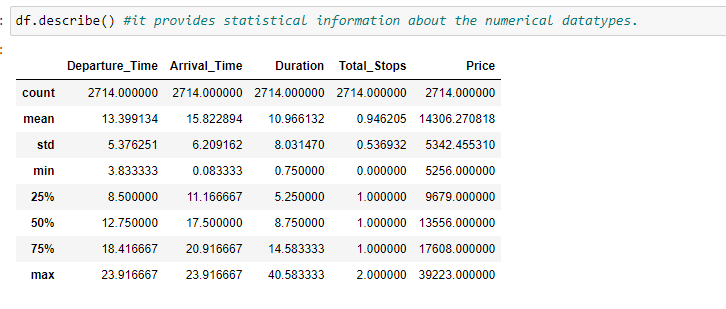 df.describe() #it provides statistical information about the numerical datatypes.
Departure_Time Arrival_Time Duration Total_Stops Price
count 2714.000000 2714.000000 2714.000000 2714.000000 2714.000000
mean 13.399134 15.822894 10.966132 0.946205 14306.270818
std 5.376251 6.209162 8.031470 0.536932 5342.455310
min 3.833333 0.083333 0.750000 0.000000 5256.000000
25% 8.500000 11.166667 5.250000 1.000000 9679.000000
50% 12.750000 17.500000 8.750000 1.000000 13556.000000
75% 18.416667 20.916667 14.583333 1.000000 17608.000000
max 23.916667 23.916667 40.583333 2.000000 39223.000000